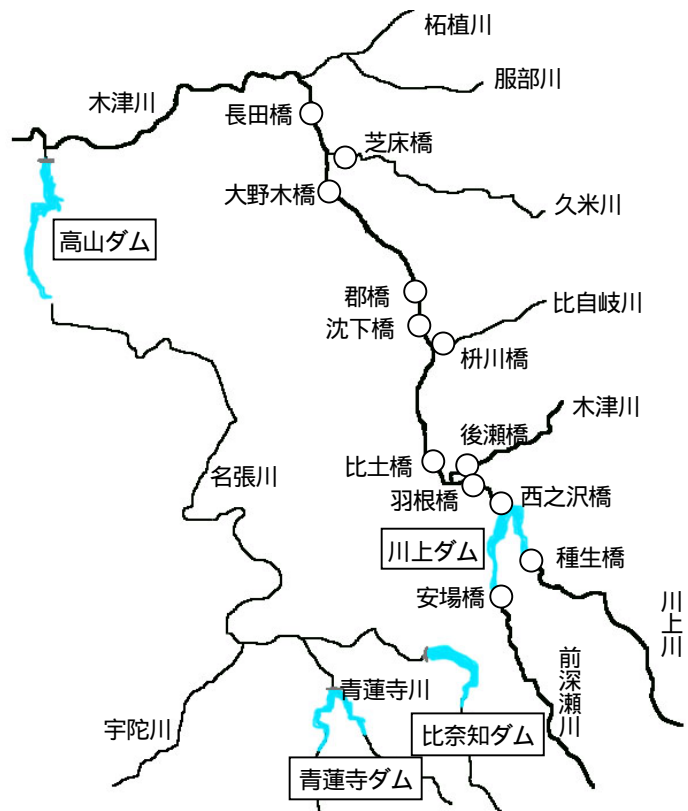 柘植川
服部川
木津川
長田橋
芝床橋
大野木橋
久米川
高山ダム
郡橋
比自岐川
沈下橋
枡川橋
木津川
後瀬橋
比土橋
名張川
羽根橋
西之沢橋
川上ダム
種生橋
安場橋
川上川
前深瀬川
青蓮寺川
宇陀川
比奈知ダム
青蓮寺ダム